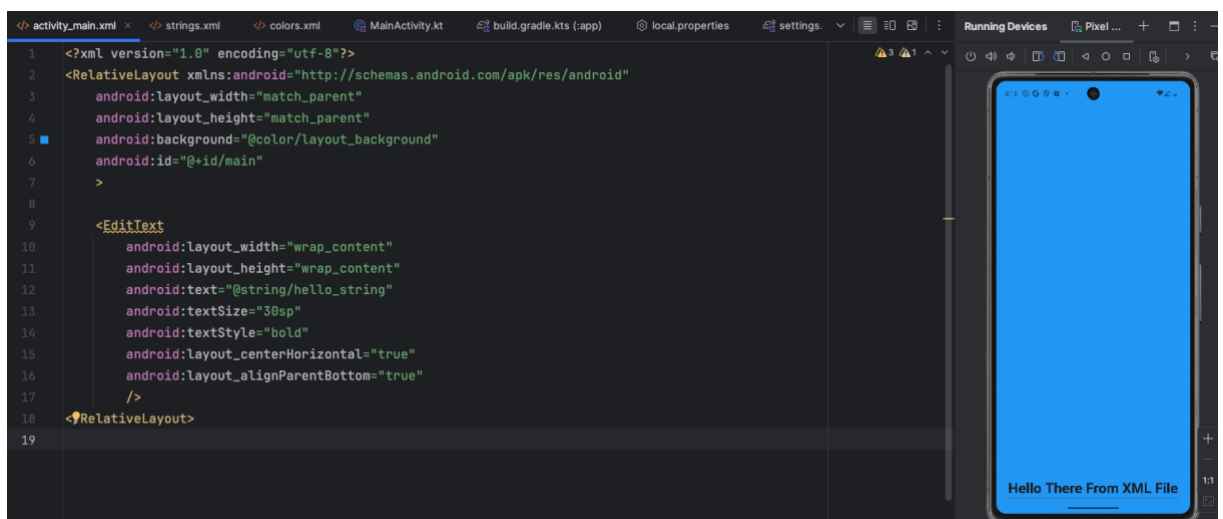 activity_main.xml × strings.xml colors.xml MainActivity.kt build.gradle.kts (:app) local.properties settings.
Running Devices Pixel ...
3 1
1 <?xml version="1.0" encoding="utf-8"?>
2 <RelativeLayout xmlns:android="http://schemas.android.com/apk/res/android"
3 android:layout_width="match_parent"
4 android:layout_height="match_parent"
5 android:background="@color/layout_background"
6 android:id="@+id/main"
7 >
8
9 <EditText
10 android:layout_width="wrap_content"
11 android:layout_height="wrap_content"
12 android:text="@string/hello_string"
13 android:textSize="30sp"
14 android:textStyle="bold"
15 android:layout_centerHorizontal="true"
16 android:layout_alignParentBottom="true"
17 />
18 </RelativeLayout>
19
Hello There From XML File
1:1